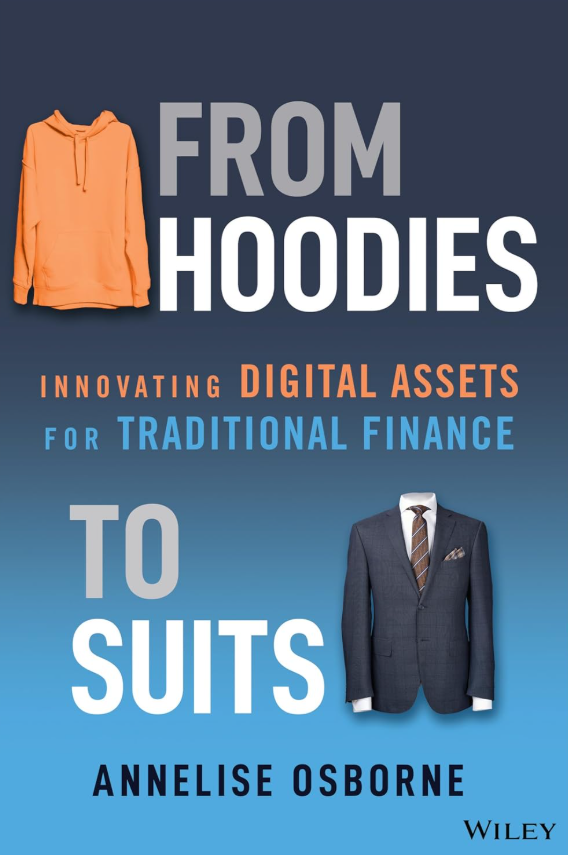 FROM
HOODIES
INNOVATING DIGITAL ASSETS
FOR TRADITIONAL FINANCE
TO
SUITS
ANNELISE OSBORNE
WILEY